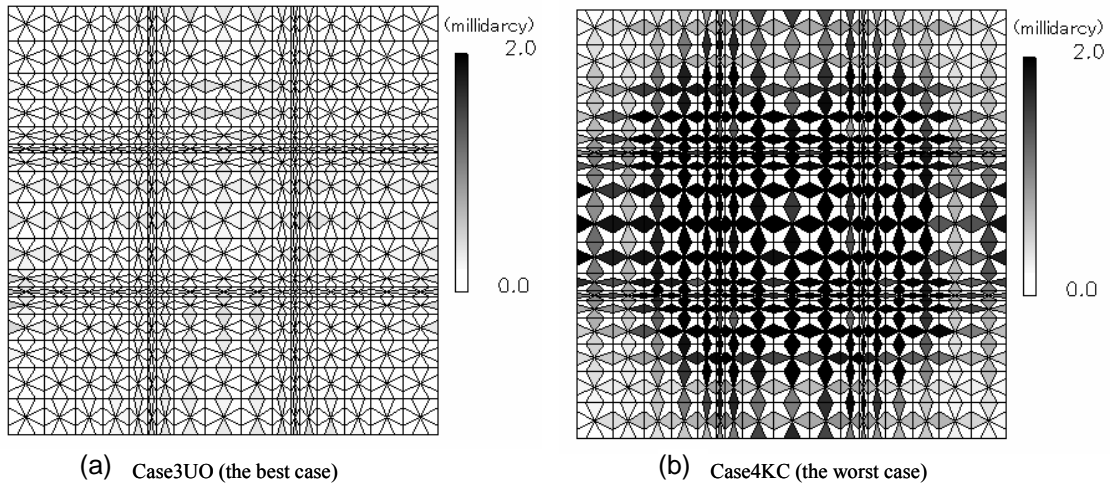 (millidarcy)
2.0
0.0
(a) Case3UO (the best case)
(millidarcy)
2.0
0.0
(b) Case4KC (the worst case)